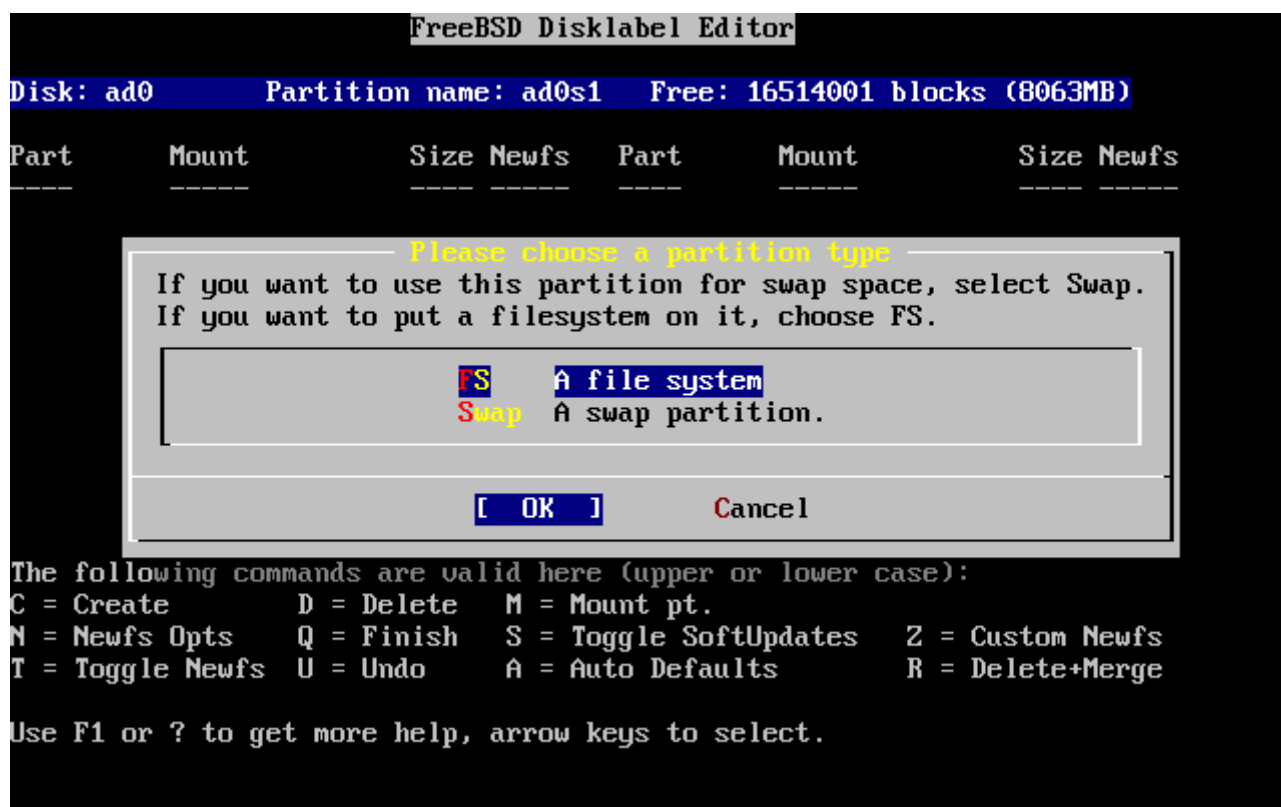 FreeBSD Disklabel Editor
Disk: ad0 Partition name: ad0s1 Free: 16514001 blocks (8063MB)
Part Mount Size Newfs Part Mount Size Newfs
---- ----- ---- ----- ---- ----- ---- -----
Please choose a partition type
If you want to use this partition for swap space, select Swap.
If you want to put a filesystem on it, choose FS.
FS A file system
Swap A swap partition.
[ OK ] Cancel
The following commands are valid here (upper or lower case):
C = Create D = Delete M = Mount pt.
N = Newfs Opts Q = Finish S = Toggle SoftUpdates Z = Custom Newfs
T = Toggle Newfs U = Undo A = Auto Defaults R = Delete+Merge
Use F1 or ? to get more help, arrow keys to select.